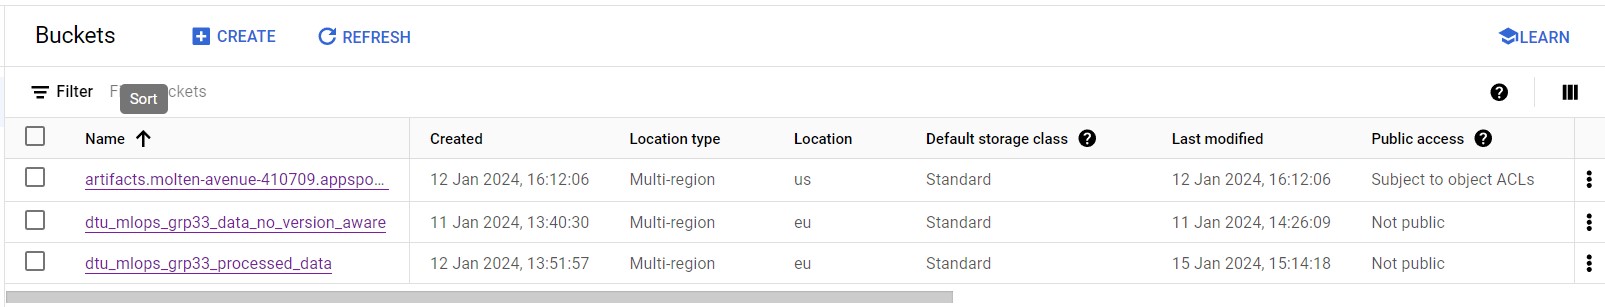 Buckets CREATE REFRESH LEARN
Filter F ckets
Sort
Name Created Location type Location Default storage class Last modified Public access
artifacts.molten-avenue-410709.appspo... 12 Jan 2024, 16:12:06 Multi-region us Standard 12 Jan 2024, 16:12:06 Subject to object ACLs
dtu_mlops_grp33_data_no_version_aware 11 Jan 2024, 13:40:30 Multi-region eu Standard 11 Jan 2024, 14:26:09 Not public
dtu_mlops_grp33_processed_data 12 Jan 2024, 13:51:57 Multi-region eu Standard 15 Jan 2024, 15:14:18 Not public